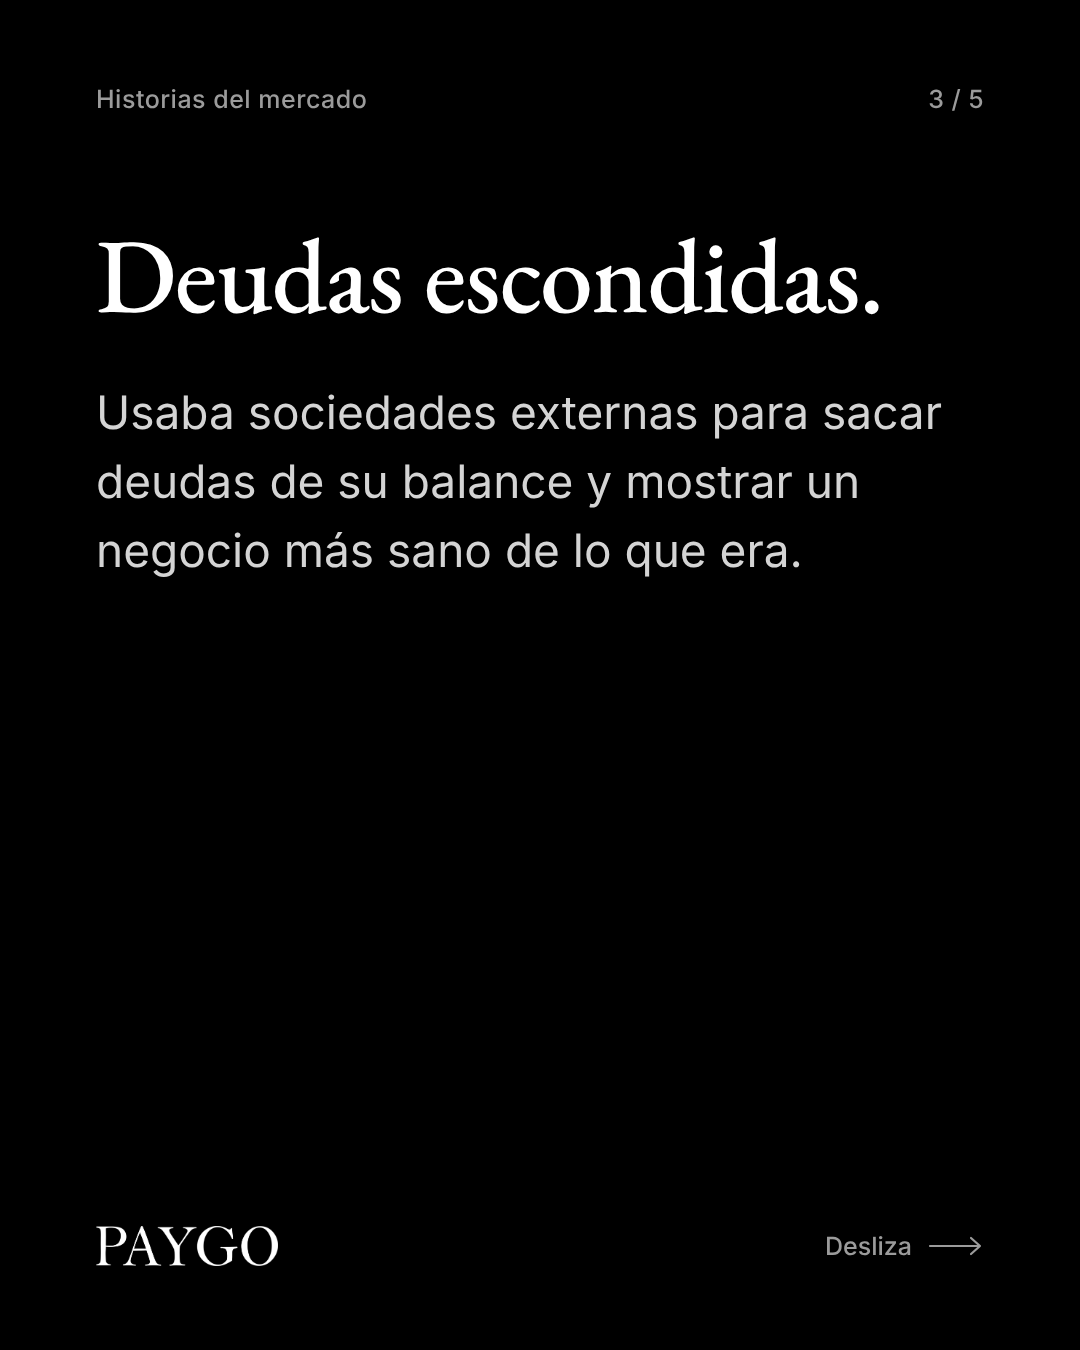 Historias del mercado
3 / 5
Deudas escondidas.
Usaba sociedades externas para sacar
deudas de su balance y mostrar un
negocio más sano de lo que era.
PAYGO
Desliza